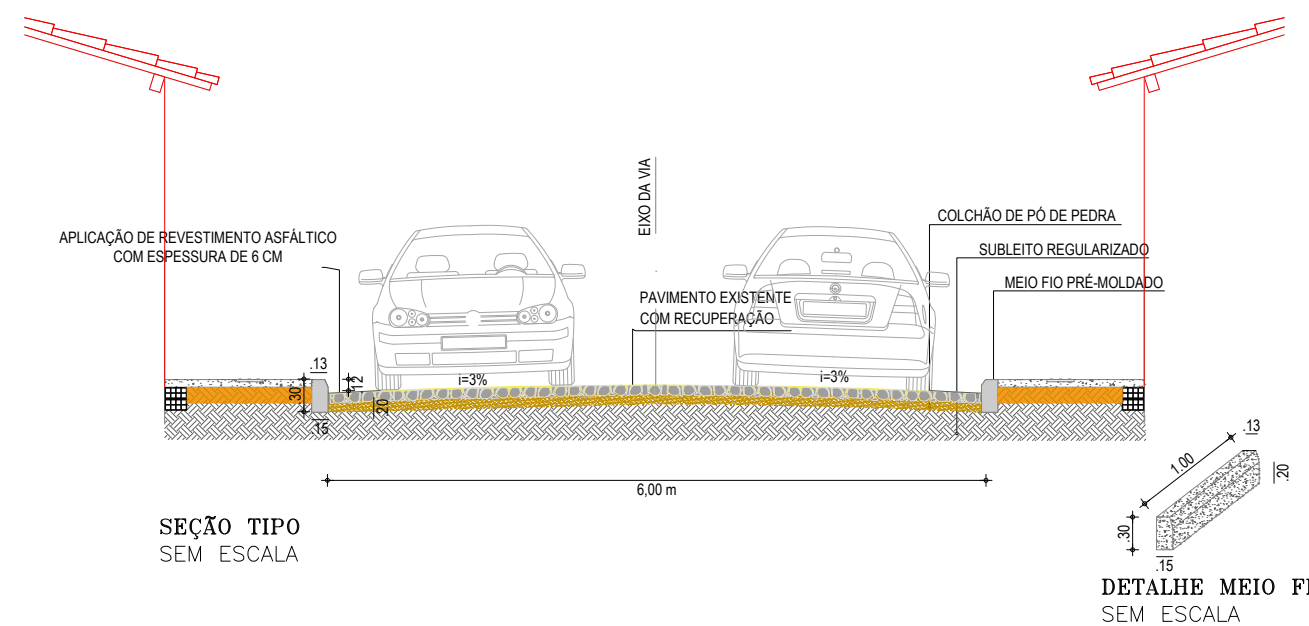 EIXO DA VIA
APLICAÇÃO DE REVESTIMENTO ASFÁLTICO
COM ESPESSURA DE 6 CM
COLCHÃO DE PÓ DE PEDRA
SUBLEITO REGULARIZADO
MEIO FIO PRÉ-MOLDADO
PAVIMENTO EXISTENTE
COM RECUPERAÇÃO
.13
12
i=3%
i=3%
.30
20
.15
6,00 m
.13
1.00
.20
.30
.15
SEÇÃO TIPO
SEM ESCALA
DETALHE MEIO FI
SEM ESCALA